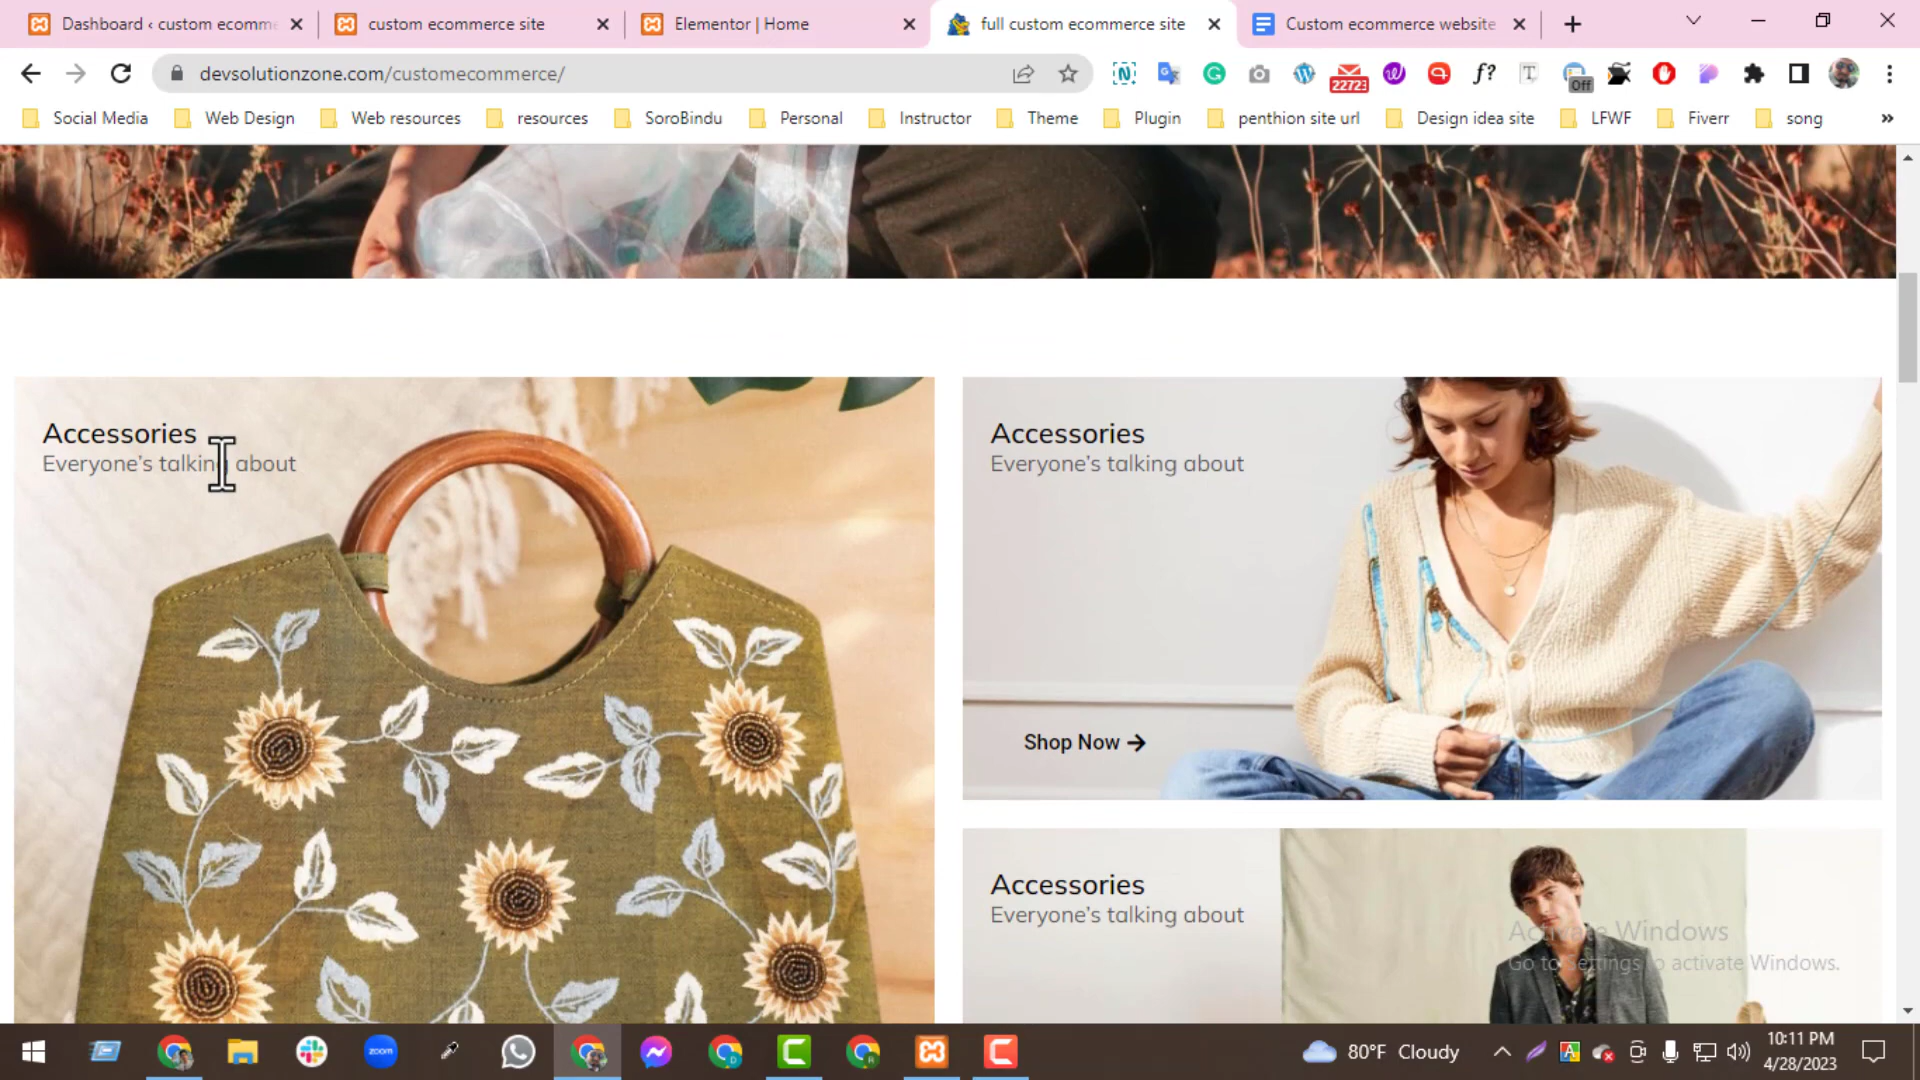 Dashboard ‹ custom ecomme
custom ecommerce site
Elementor | Home
full custom ecommerce site
Custom ecommerce website
devsolutionzone.com/customecommerce/
22723
Off
Social Media
Web Design
Web resources
resources
SoroBindu
Personal
Instructor
Theme
Plugin
penthion site url
Design idea site
LFWF
Fiverr
song
»
Accessories
Everyone's talking about
Accessories
Everyone's talking about
Shop Now →
Accessories
Everyone's talking about
Activate Windows
Go to Settings to activate Windows.
zoom
80°F Cloudy
10:11 PM
4/28/2023